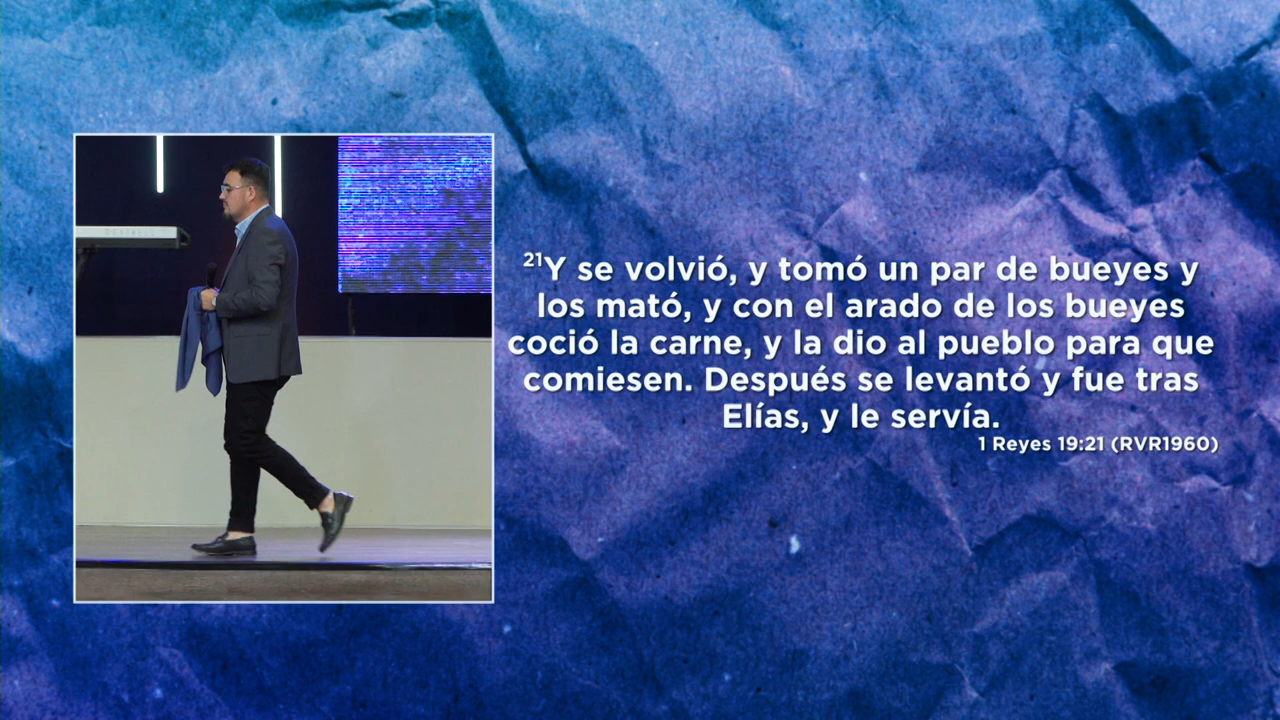 ²¹Y se volvió, y tomó un par de bueyes y
los mató, y con el arado de los bueyes
coció la carne, y la dio al pueblo para que
comiesen. Después se levantó y fue tras
Elías, y le servía.
1 Reyes 19:21 (RVR1960)